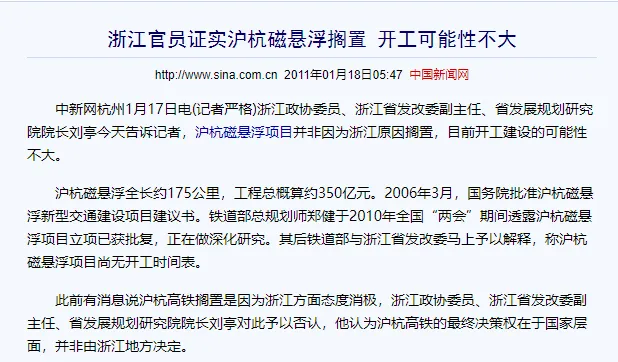 浙江官员证实沪杭磁悬浮搁置 开工可能性不大
http://www.sina.com.cn 2011年01月18日05:47 中国新闻网
中新网杭州1月17日电(记者严格)浙江政协委员、浙江省发改委副主任、省发展规划研究
院院长刘亭今天告诉记者，沪杭磁悬浮项目并非因为浙江原因搁置，目前开工建设的可能性
不大。
沪杭磁悬浮全长约175公里，工程总概算约350亿元。2006年3月，国务院批准沪杭磁悬
浮新型交通建设项目建议书。铁道部总规划师郑健于2010年全国“两会”期间透露沪杭磁悬
浮项目立项已获批复，正在做深化研究。其后铁道部与浙江省发改委马上予以解释，称沪杭
磁悬浮项目尚无开工时间表。
此前有消息说沪杭高铁搁置是因为浙江方面态度消极，浙江政协委员、浙江省发改委副
主任、省发展规划研究院院长刘亭对此予以否认，他认为沪杭高铁的最终决策权在于国家层
面，并非由浙江地方决定。